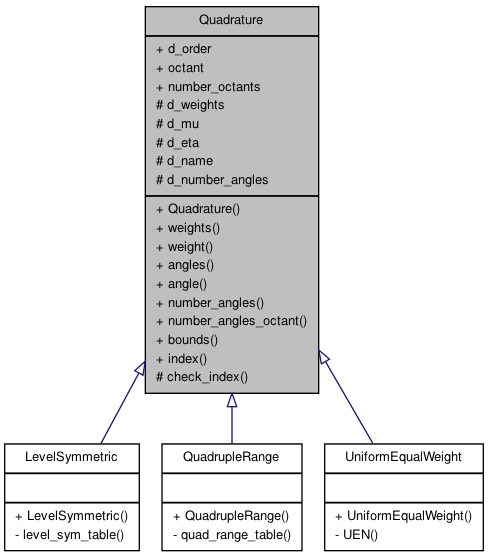 Quadrature
+ d_order
+ octant
+ number_octants
# d_weights
# d_mu
# d_eta
# d_name
# d_number_angles
+ Quadrature()
+ weights()
+ weight()
+ angles()
+ angle()
+ number_angles()
+ number_angles_octant()
+ bounds()
+ index()
# check_index()
LevelSymmetric
+ LevelSymmetric()
- level_sym_table()
QuadrupleRange
+ QuadrupleRange()
- quad_range_table()
UniformEqualWeight
+ UniformEqualWeight()
- UEN()